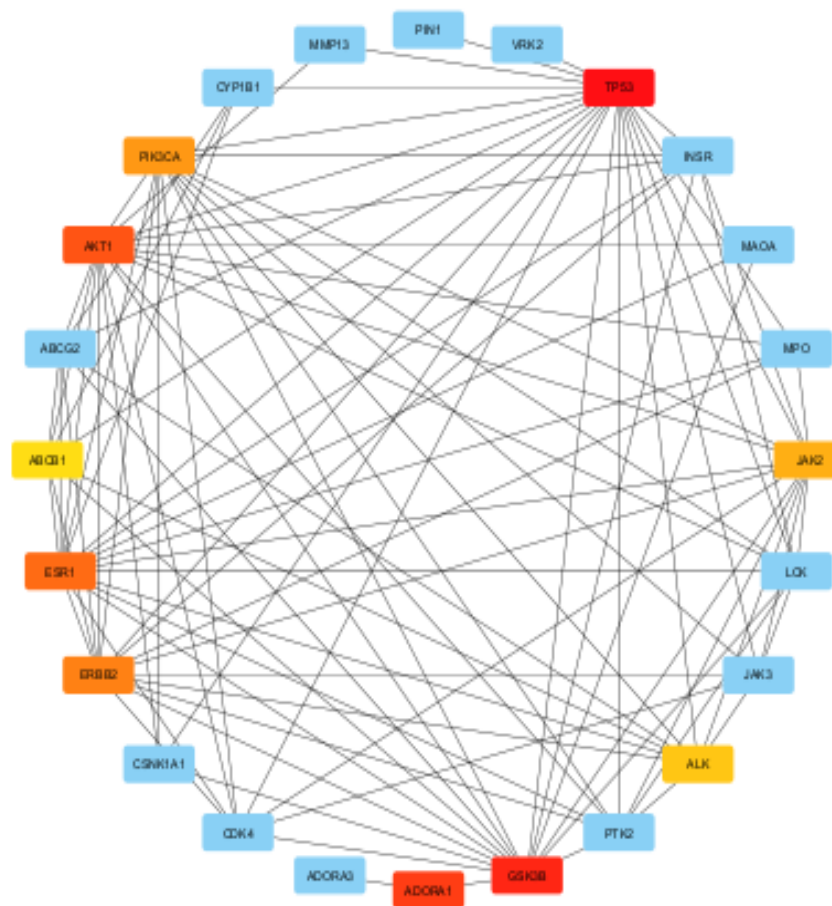 PIN1
MMP13
VRK2
CYP1B1
TP53
PIK3CA
INSR
AKT1
MAOA
ABCG2
MPO
ABCB1
JAK2
ESR1
LCK
ERBB2
JAK3
CSNK1A1
ALK
CDK4
PTK2
ADORA3
ADORA1
GSK3B